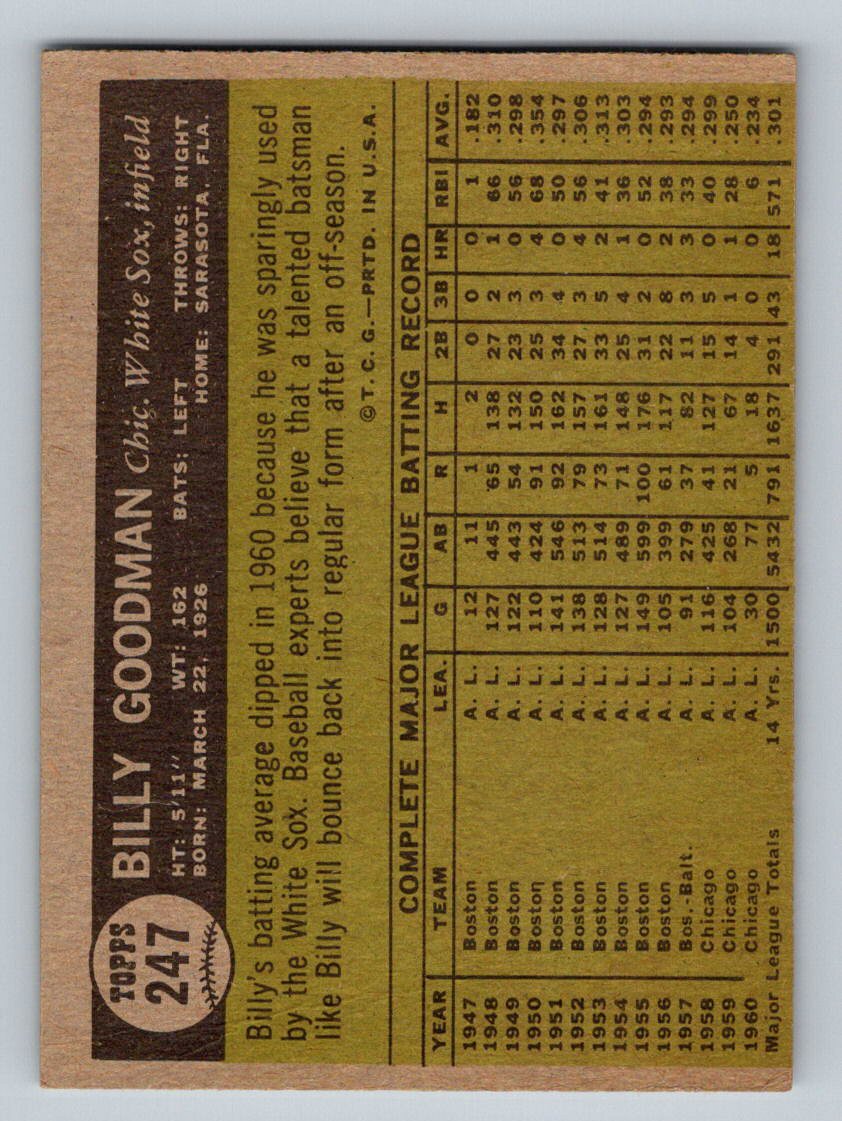 TOPPS
247
BILLY GOODMAN Chic. White Sox, infield
HT: 5'11" WT: 162 BATS: LEFT THROWS: RIGHT
BORN: MARCH 22, 1926 HOME: SARASOTA, FLA.
Billy's batting average dipped in 1960 because he was sparingly used
by the White Sox. Baseball experts believe that a talented batsman
like Billy will bounce back into regular form after an off-season.
©T. C. G.—PRTD. IN U.S.A.
COMPLETE MAJOR LEAGUE BATTING RECORD
YEAR TEAM LEA. G AB R H 2B 3B HR RBI AVG.
1947 Boston A. L. 12 11 1 2 0 0 0 1 .182
1948 Boston A. L. 127 445 65 138 27 2 1 66 .310
1949 Boston A. L. 122 443 54 132 23 3 0 56 .298
1950 Boston A. L. 110 424 91 150 25 3 4 68 .354
1951 Boston A. L. 141 546 92 162 34 4 0 50 .297
1952 Boston A. L. 138 513 79 157 27 3 4 56 .306
1953 Boston A. L. 128 514 73 161 33 5 2 41 .313
1954 Boston A. L. 127 489 71 148 25 4 1 36 .303
1955 Boston A. L. 149 599 100 176 31 2 0 52 .294
1956 Boston A. L. 105 399 61 117 22 8 2 38 .293
1957 Bos.-Balt. A. L. 91 279 37 82 11 3 3 33 .294
1958 Chicago A. L. 116 425 41 127 15 5 0 40 .299
1959 Chicago A. L. 104 268 21 67 14 1 1 28 .250
1960 Chicago A. L. 30 77 5 18 4 0 0 6 .234
Major League Totals 14 Yrs. 1500 5432 791 1637 291 43 18 571 .301